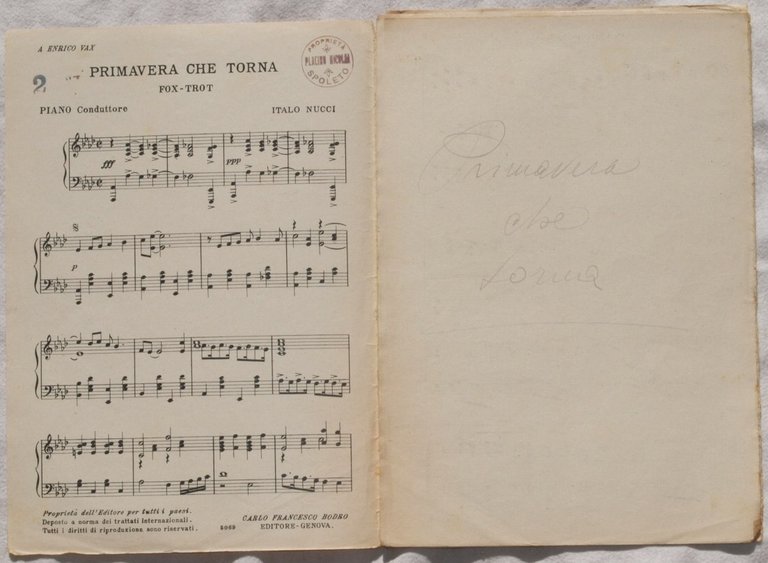 A ENRICO VAX
2
PRIMAVERA CHE TORNA
PROPRIETÀ
SPOLETO
FOX-TROT
PIANO Conduttore
ITALO NUCCI
fff
ppp
p
Proprietà dell'Editore per tutti i paesi.
Deposto a norma dei trattati internazionali.
Tutti i diritti di riproduzione sono riservati.
5069
CARLO FRANCESCO BODRO
EDITORE-GENOVA.
Primavera
che
torna